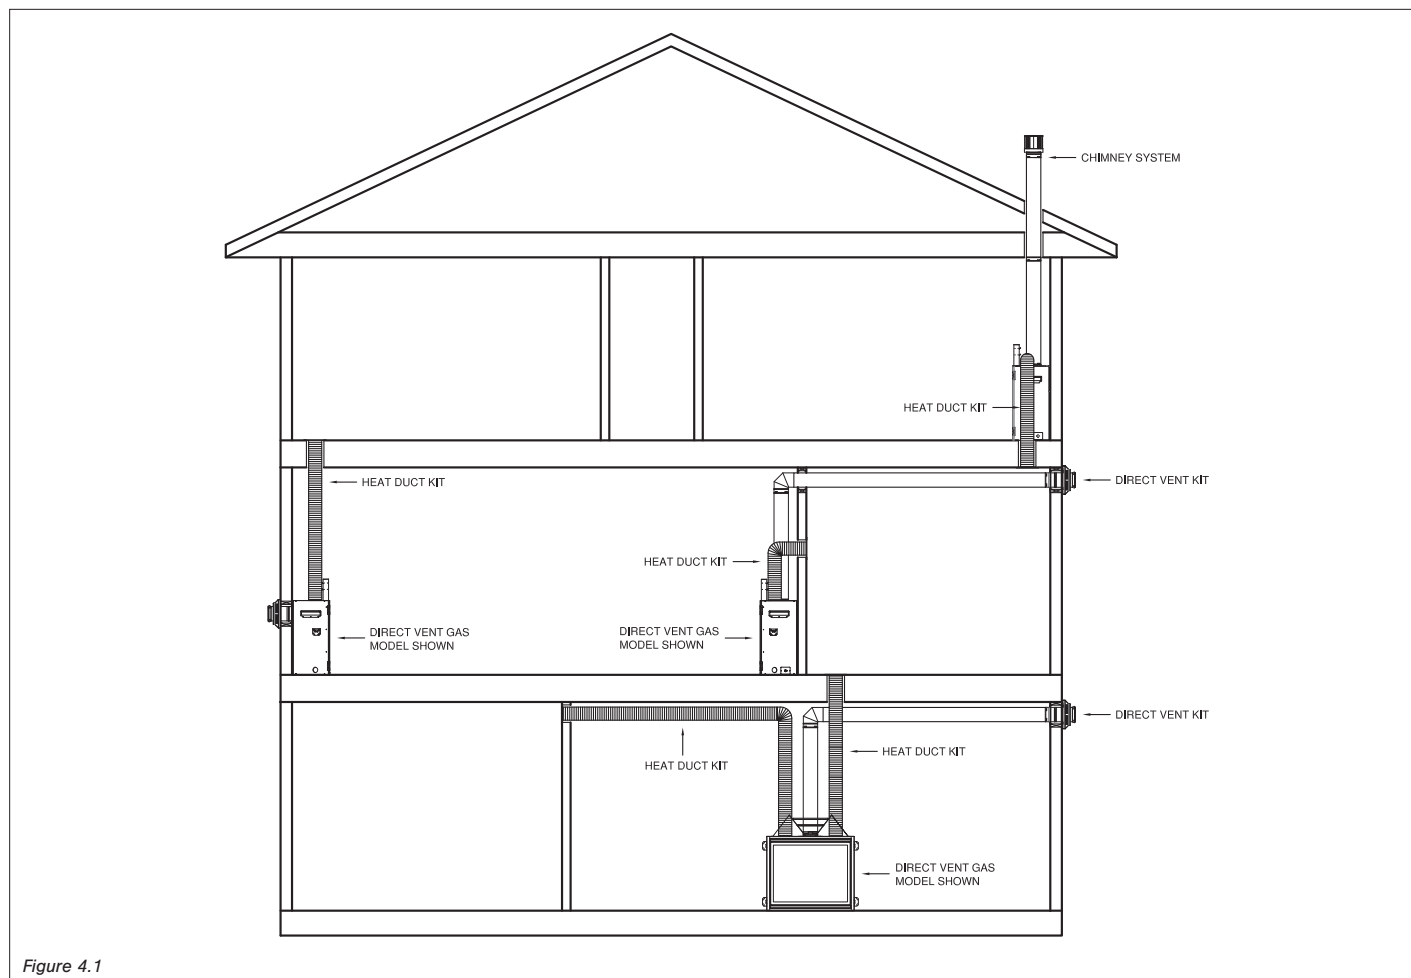 CHIMNEY SYSTEM
HEAT DUCT KIT
HEAT DUCT KIT
DIRECT VENT KIT
HEAT DUCT KIT
DIRECT VENT GAS
MODEL SHOWN
DIRECT VENT GAS
MODEL SHOWN
DIRECT VENT KIT
HEAT DUCT KIT
HEAT DUCT KIT
DIRECT VENT GAS
MODEL SHOWN
Figure 4.1